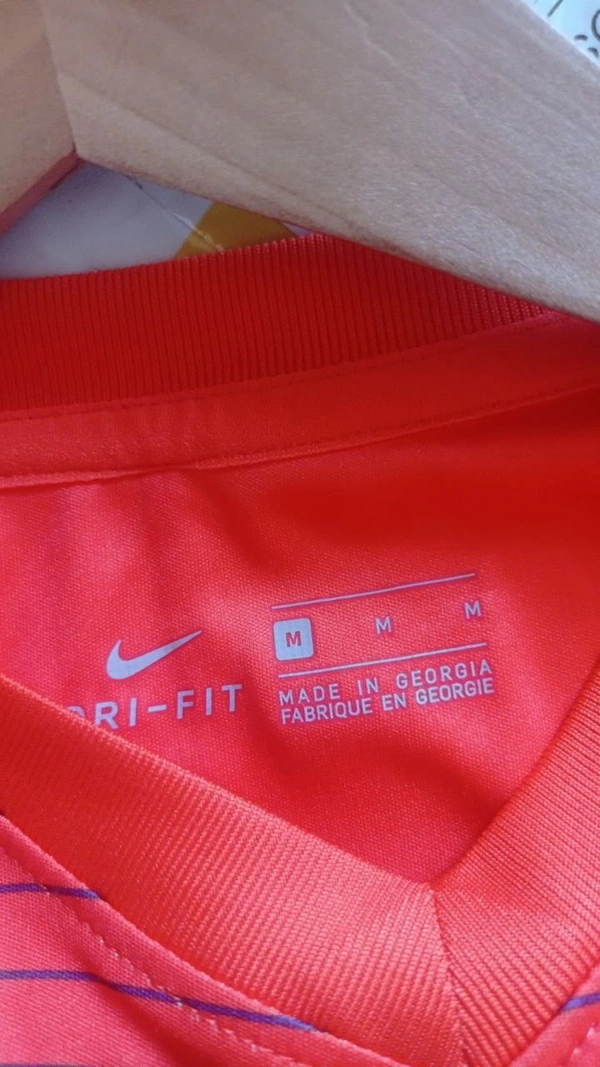 M M M
DRI-FIT
MADE IN GEORGIA
FABRIQUE EN GEORGIE